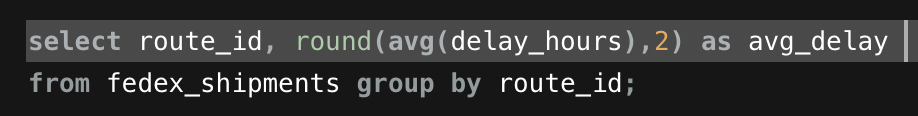 select route_id, round(avg(delay_hours),2) as avg_delay
from fedex_shipments group by route_id;